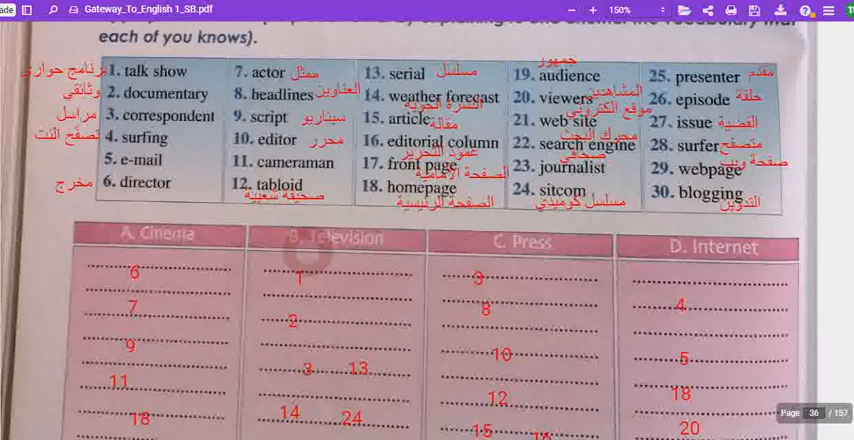 Gateway_To_English 1_SB.pdf
150%
each of you knows).
1. talk show برنامج حواري
2. documentary وثائقي
3. correspondent مراسل
4. surfing تصفح النت
5. e-mail
6. director مخرج
7. actor ممثل
8. headlines العناوين
9. script سيناريو
10. editor محرر
11. cameraman
12. tabloid صحيفة شعبية
13. serial مسلسل
14. weather forecast النشرة الجوية
15. article مقالة
16. editorial column عمود التحرير
17. front page الصفحة الأمامية
18. homepage الصفحة الرئيسية
19. audience جمهور
20. viewers المشاهدين
21. web site موقع الكتروني
22. search engine محرك البحث
23. journalist صحافي
24. sitcom مسلسل كوميدي
25. presenter مقدم
26. episode حلقة
27. issue القضية
28. surfer متصفح
29. webpage صفحة ويب
30. blogging التدوين
A. Cinema
6
7
9
11
18
B. Television
1
2
3 13
14 24
C. Press
3
8
10
12
15
D. Internet
4
5
18
20
Page 36 / 157